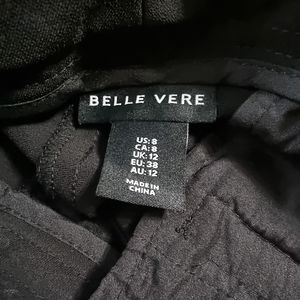 BELLE VERE
US: 8
CA: 8
UK: 12
EU: 38
AU: 12
MADE IN
CHINA